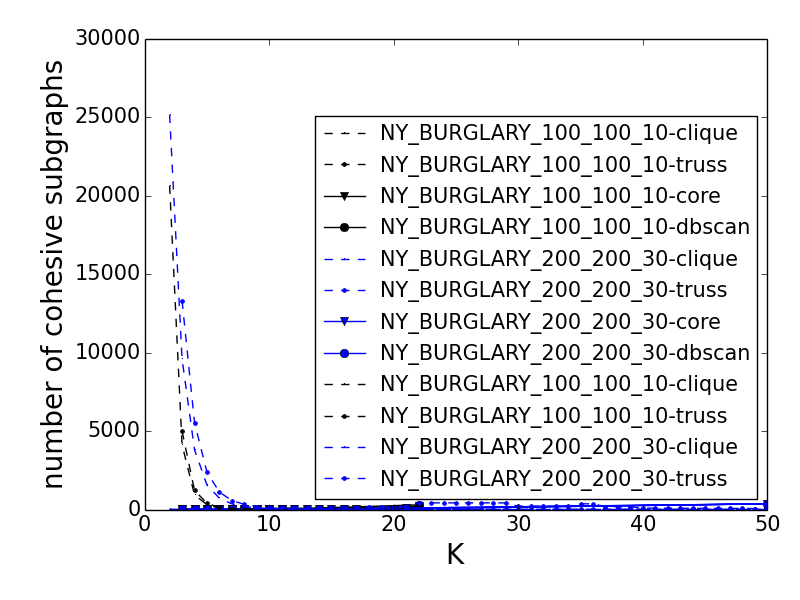 30000
25000
20000
15000
10000
5000
0
number of cohesive subgraphs
NY_BURGLARY_100_100_10-clique
NY_BURGLARY_100_100_10-truss
NY_BURGLARY_100_100_10-core
NY_BURGLARY_100_100_10-dbscan
NY_BURGLARY_200_200_30-clique
NY_BURGLARY_200_200_30-truss
NY_BURGLARY_200_200_30-core
NY_BURGLARY_200_200_30-dbscan
NY_BURGLARY_100_100_10-clique
NY_BURGLARY_100_100_10-truss
NY_BURGLARY_200_200_30-clique
NY_BURGLARY_200_200_30-truss
0 10 20 30 40 50
K